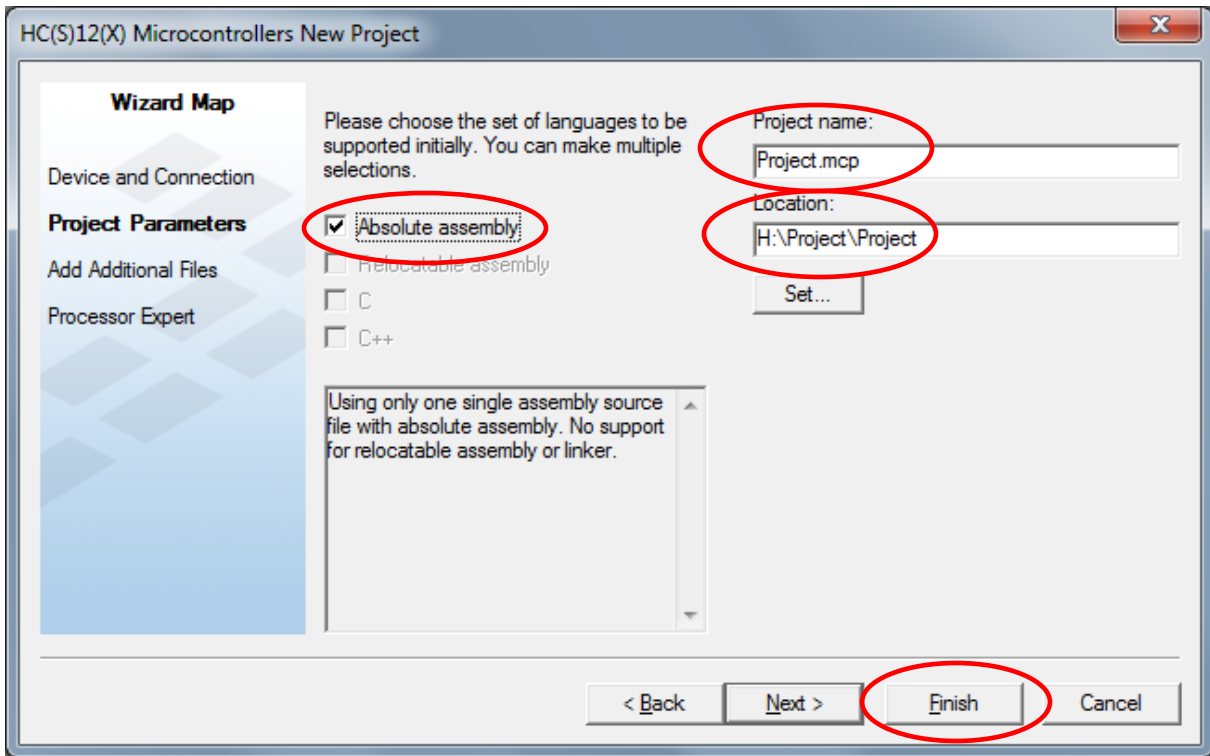 HC(S)12(X) Microcontrollers New Project
Wizard Map
Device and Connection
Project Parameters
Add Additional Files
Processor Expert
Please choose the set of languages to be
supported initially. You can make multiple
selections.
Absolute assembly
Relocatable assembly
C
C++
Using only one single assembly source
file with absolute assembly. No support
for relocatable assembly or linker.
Project name:
Project.mcp
Location:
H:\Project\Project
Set...
< Back
Next >
Finish
Cancel